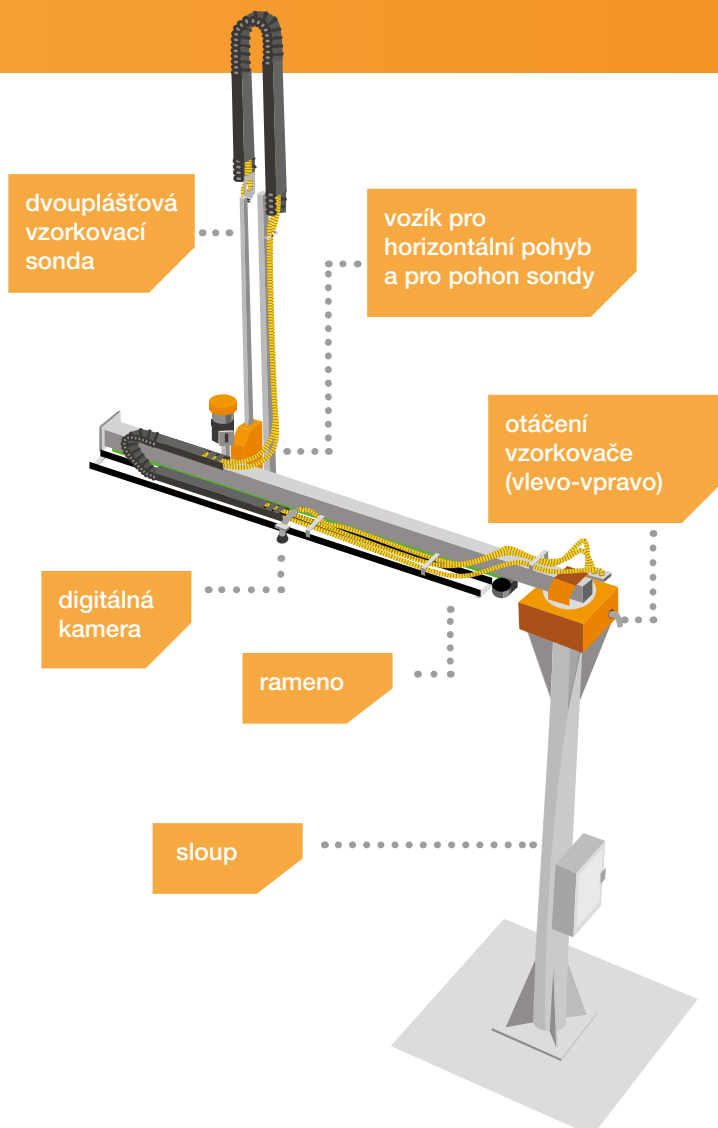 dvouplášťová
vzorkovací
sonda
vozík pro
horizontální pohyb
a pro pohon sondy
otáčení
vzorkovače
(vlevo-vpravo)
digitálná
kamera
rameno
sloup